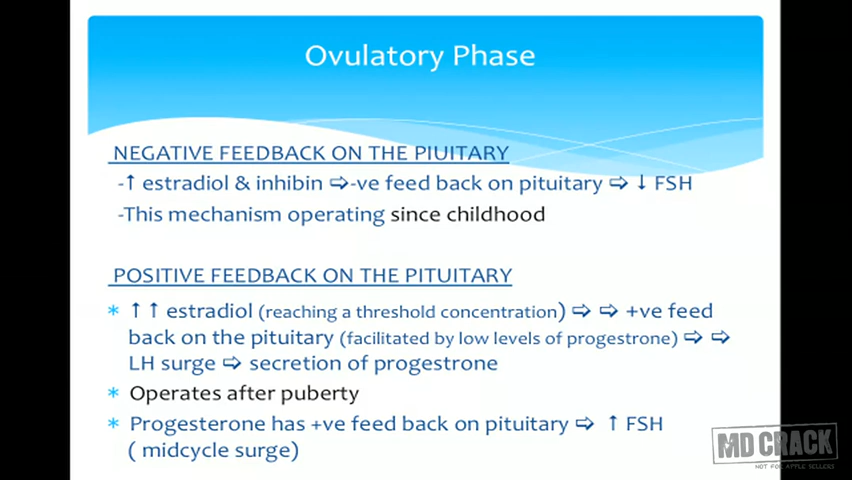 Ovulatory Phase
NEGATIVE FEEDBACK ON THE PIUITARY
-↑ estradiol & inhibin ⇨-ve feed back on pituitary ⇨ ↓ FSH
-This mechanism operating since childhood
POSITIVE FEEDBACK ON THE PITUITARY
* ↑ ↑ estradiol (reaching a threshold concentration) ⇨ ⇨ +ve feed
back on the pituitary (facilitated by low levels of progestrone) ⇨ ⇨
LH surge ⇨ secretion of progestrone
* Operates after puberty
* Progesterone has +ve feed back on pituitary ⇨ ↑ FSH
( midcycle surge)
MD CRACK
NOT FOR APPLE SELLERS